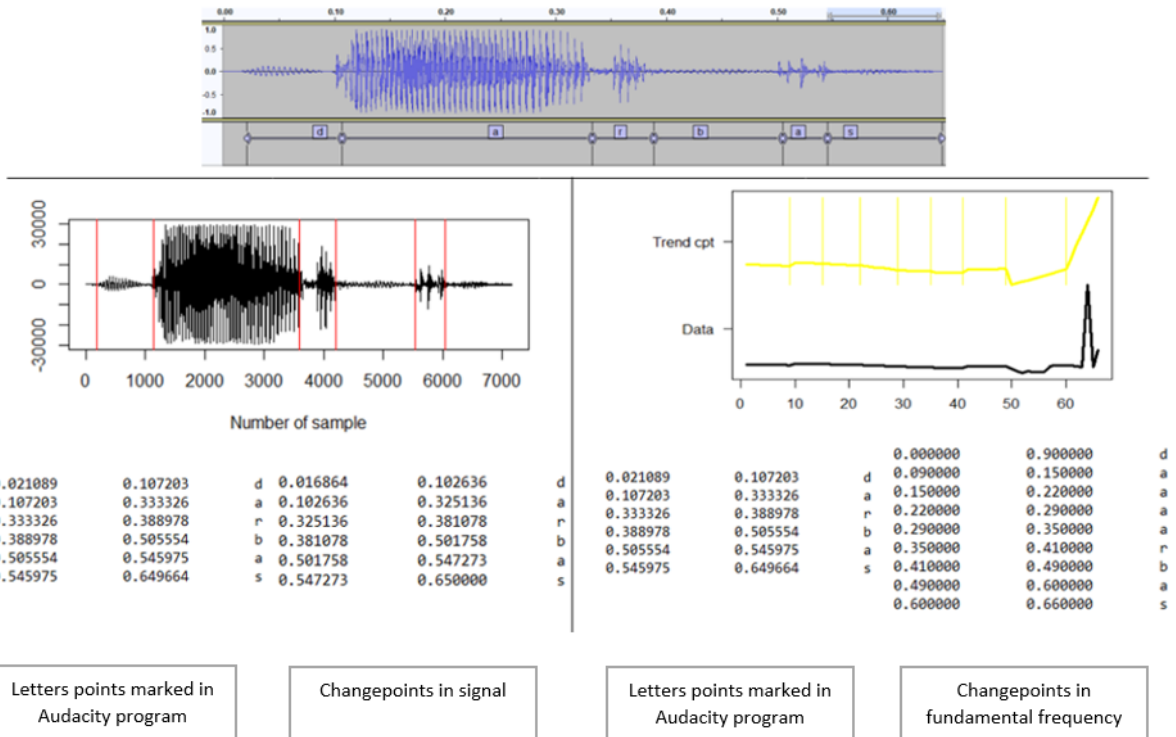 0.00 0.10 0.20 0.30 0.40 0.50 0.60
1.0
0.5
0.0
-0.5
-1.0
d a r b a s
30000
0
-30000
0 1000 2000 3000 4000 5000 6000 7000
Number of sample
Trend cpt
Data
0 10 20 30 40 50 60
.021089 0.107203 d
.107203 0.333326 a
.333326 0.388978 r
.388978 0.505554 b
.505554 0.545975 a
.545975 0.649664 s
0.016864 0.102636 d
0.102636 0.325136 a
0.325136 0.381078 r
0.381078 0.501758 b
0.501758 0.547273 a
0.547273 0.650000 s
0.021089 0.107203 d
0.107203 0.333326 a
0.333326 0.388978 r
0.388978 0.505554 b
0.505554 0.545975 a
0.545975 0.649664 s
0.000000 0.900000 d
0.090000 0.150000 a
0.150000 0.220000 a
0.220000 0.290000 a
0.290000 0.350000 a
0.350000 0.410000 r
0.410000 0.490000 b
0.490000 0.600000 a
0.600000 0.660000 s
Letters points marked in
Audacity program
Changepoints in signal
Letters points marked in
Audacity program
Changepoints in
fundamental frequency